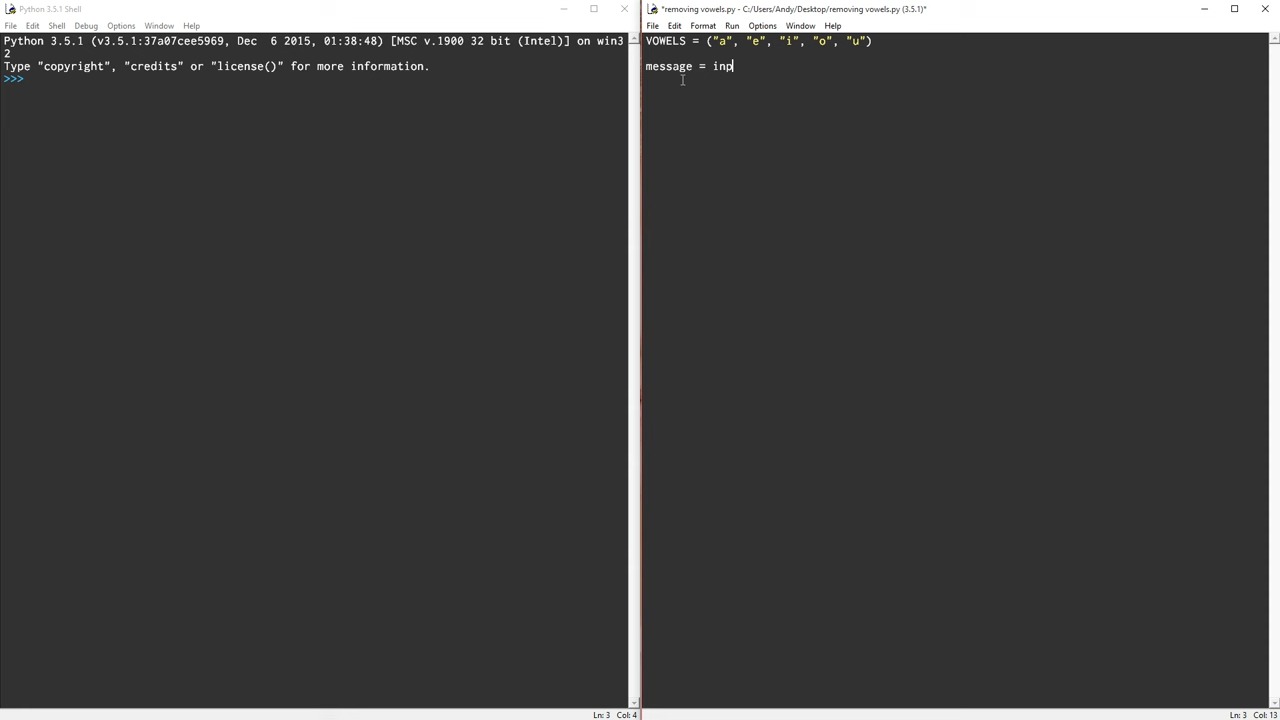 Python 3.5.1 Shell
File Edit Shell Debug Options Window Help
Python 3.5.1 (v3.5.1:37a07cee5969, Dec  6 2015, 01:38:48) [MSC v.1900 32 bit (Intel)] on win3
2
Type "copyright", "credits" or "license()" for more information.
>>>
Ln: 3 Col: 4
*removing vowels.py - C:/Users/Andy/Desktop/removing vowels.py (3.5.1)*
File Edit Format Run Options Window Help
VOWELS = ("a", "e", "i", "o", "u")
message = inp
Ln: 3 Col: 13